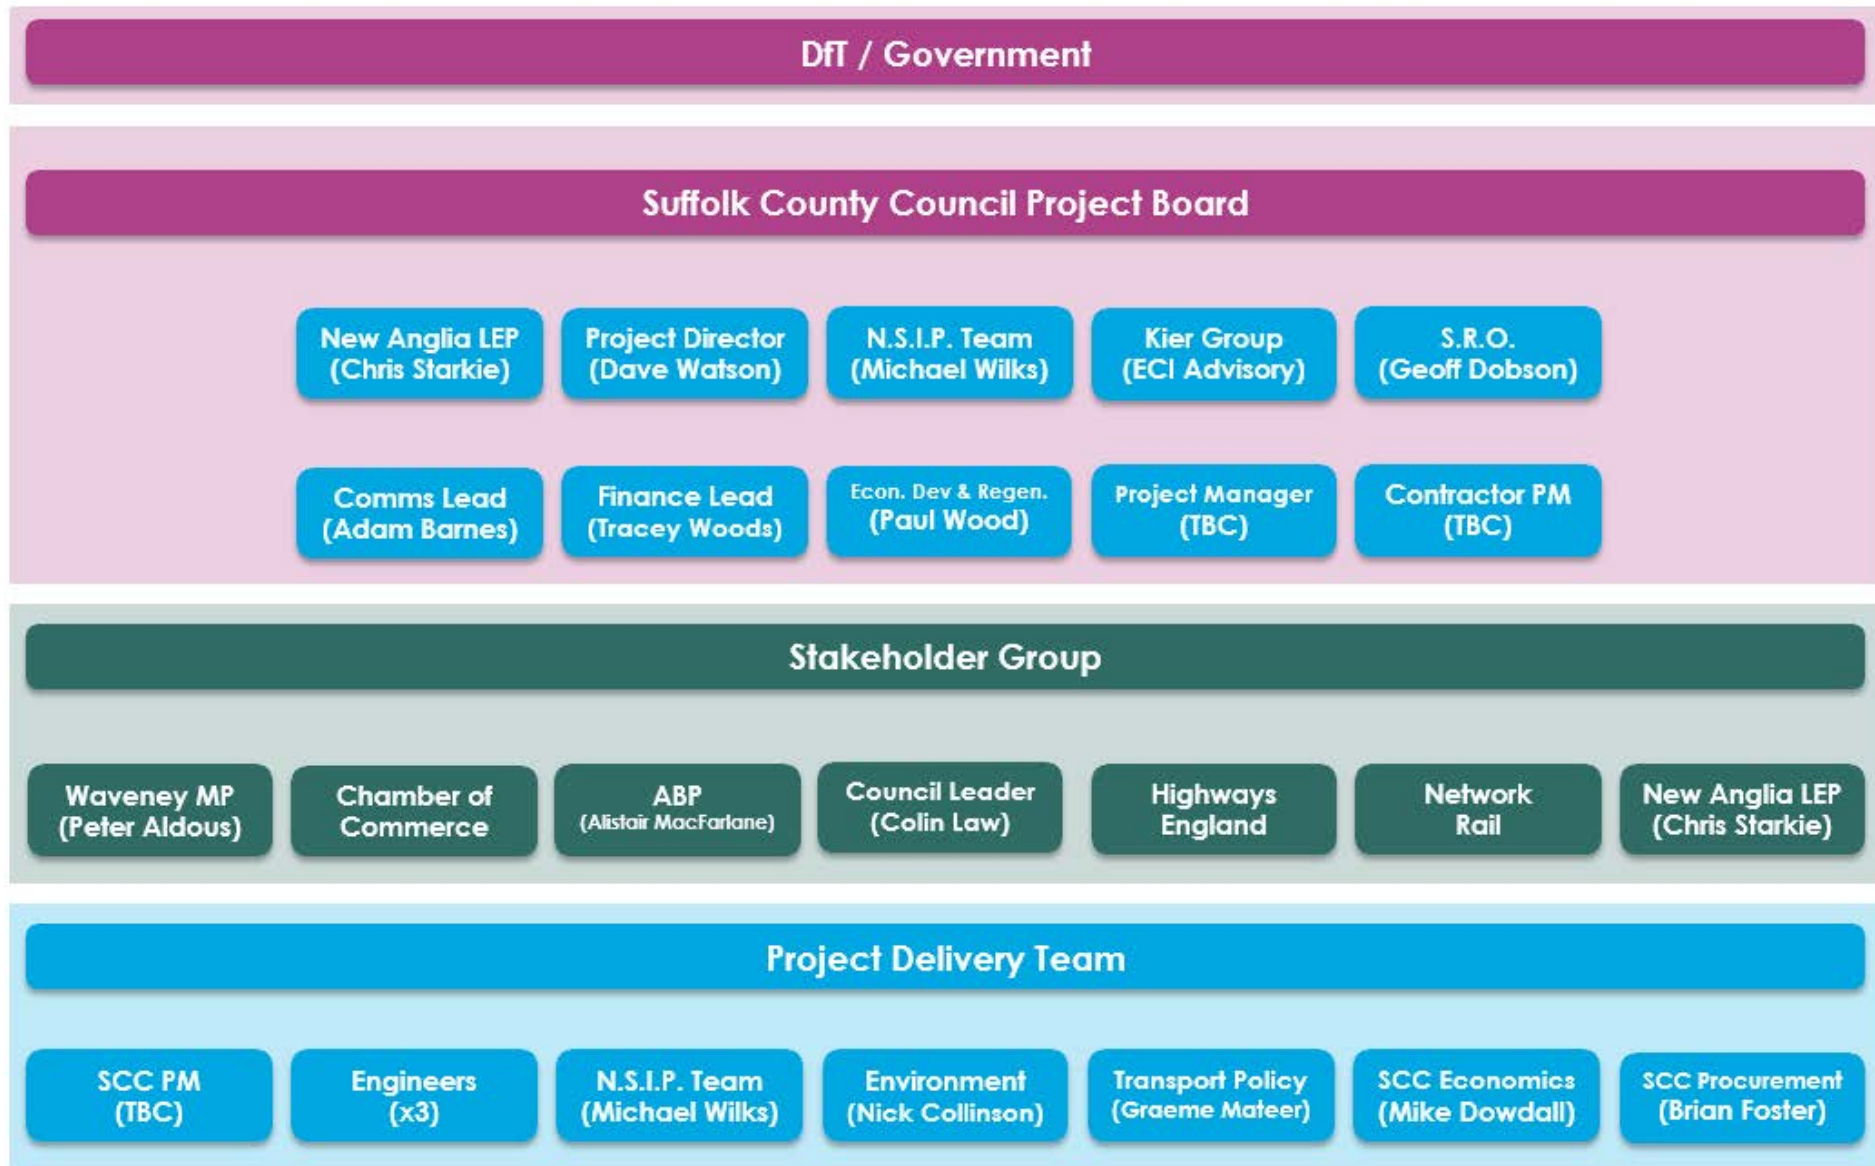 DfT / Government
Suffolk County Council Project Board
New Anglia LEP
(Chris Starkie)
Project Director
(Dave Watson)
N.S.I.P. Team
(Michael Wilks)
Kier Group
(ECI Advisory)
S.R.O.
(Geoff Dobson)
Comms Lead
(Adam Barnes)
Finance Lead
(Tracey Woods)
Econ. Dev & Regen.
(Paul Wood)
Project Manager
(TBC)
Contractor PM
(TBC)
Stakeholder Group
Waveney MP
(Peter Aldous)
Chamber of
Commerce
ABP
(Alistair MacFarlane)
Council Leader
(Colin Law)
Highways
England
Network
Rail
New Anglia LEP
(Chris Starkie)
Project Delivery Team
SCC PM
(TBC)
Engineers
(x3)
N.S.I.P. Team
(Michael Wilks)
Environment
(Nick Collinson)
Transport Policy
(Graeme Mateer)
SCC Economics
(Mike Dowdall)
SCC Procurement
(Brian Foster)